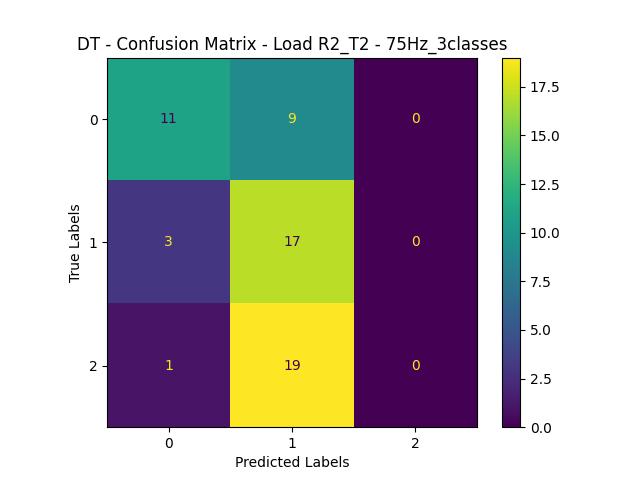 DT - Confusion Matrix - Load R2_T2 - 75Hz_3classes
11 9 0
3 17 0
1 19 0
0
1
2
True Labels
0 1 2
Predicted Labels
17.5
15.0
12.5
10.0
7.5
5.0
2.5
0.0